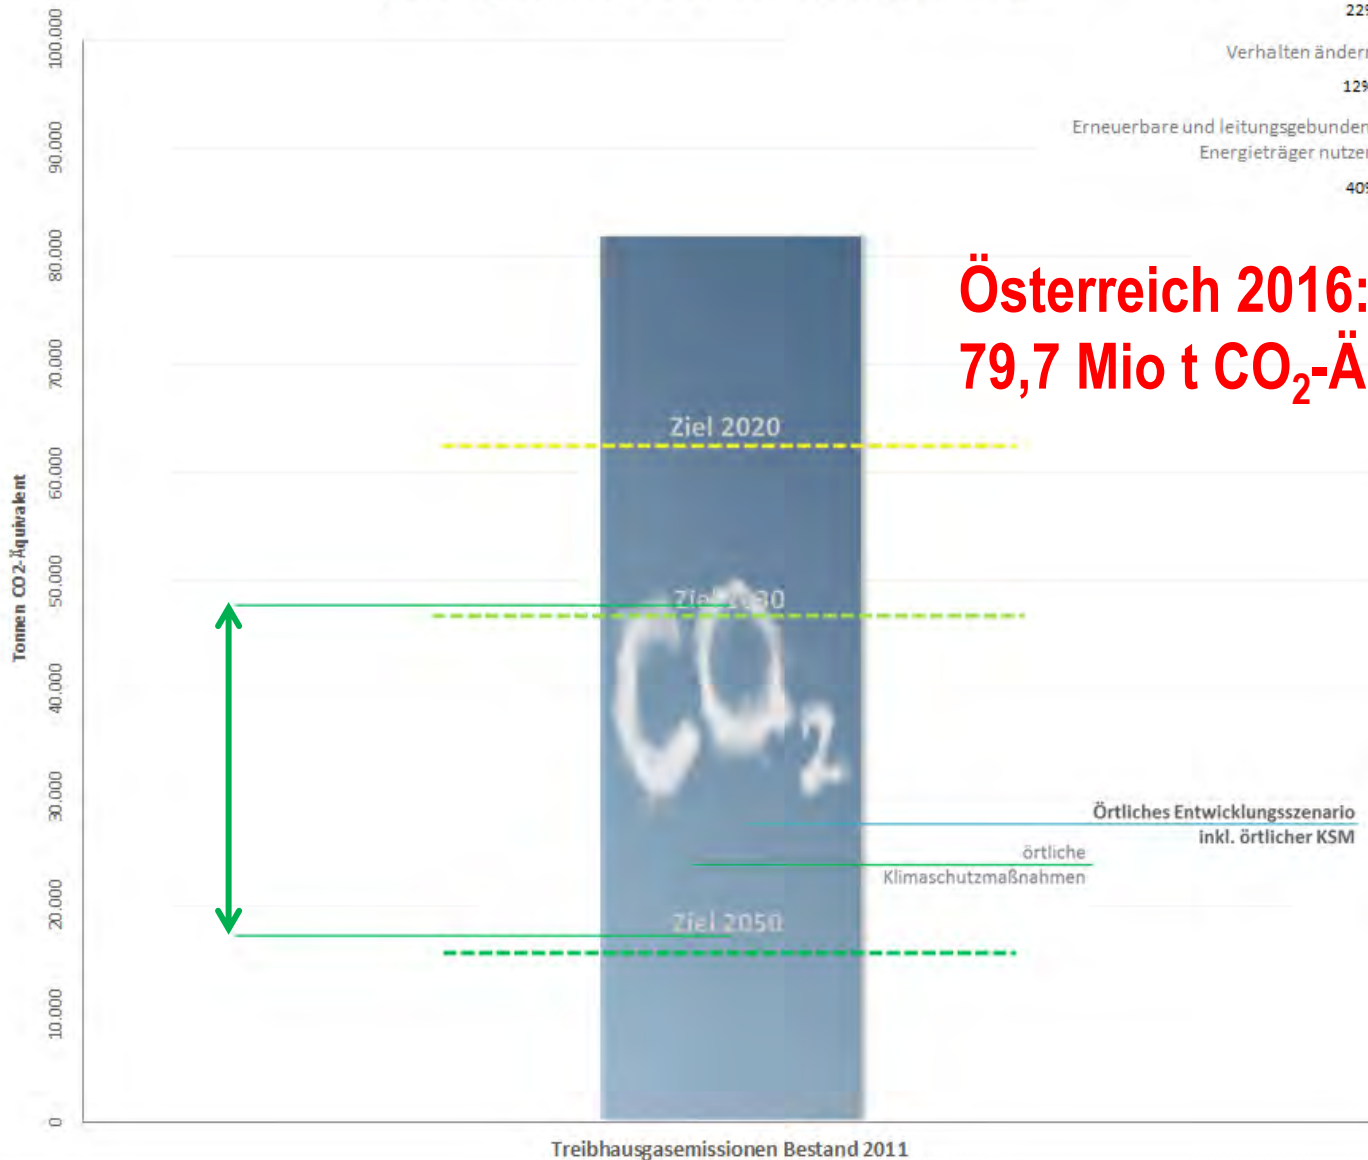 22%
Verhalten ändern
12%
Erneuerbare und leitungsgebunden
Energieträger nutzen
40%
Österreich 2016:
79,7 Mio t CO₂-Ä
Tonnen CO2-Äquivalent
100.000
90.000
80.000
70.000
60.000
50.000
40.000
30.000
20.000
10.000
0
Ziel 2020
Ziel 2030
CO₂
Örtliches Entwicklungsszenario
inkl. örtlicher KSM
örtliche
Klimaschutzmaßnahmen
Ziel 2050
Treibhausgasemissionen Bestand 2011